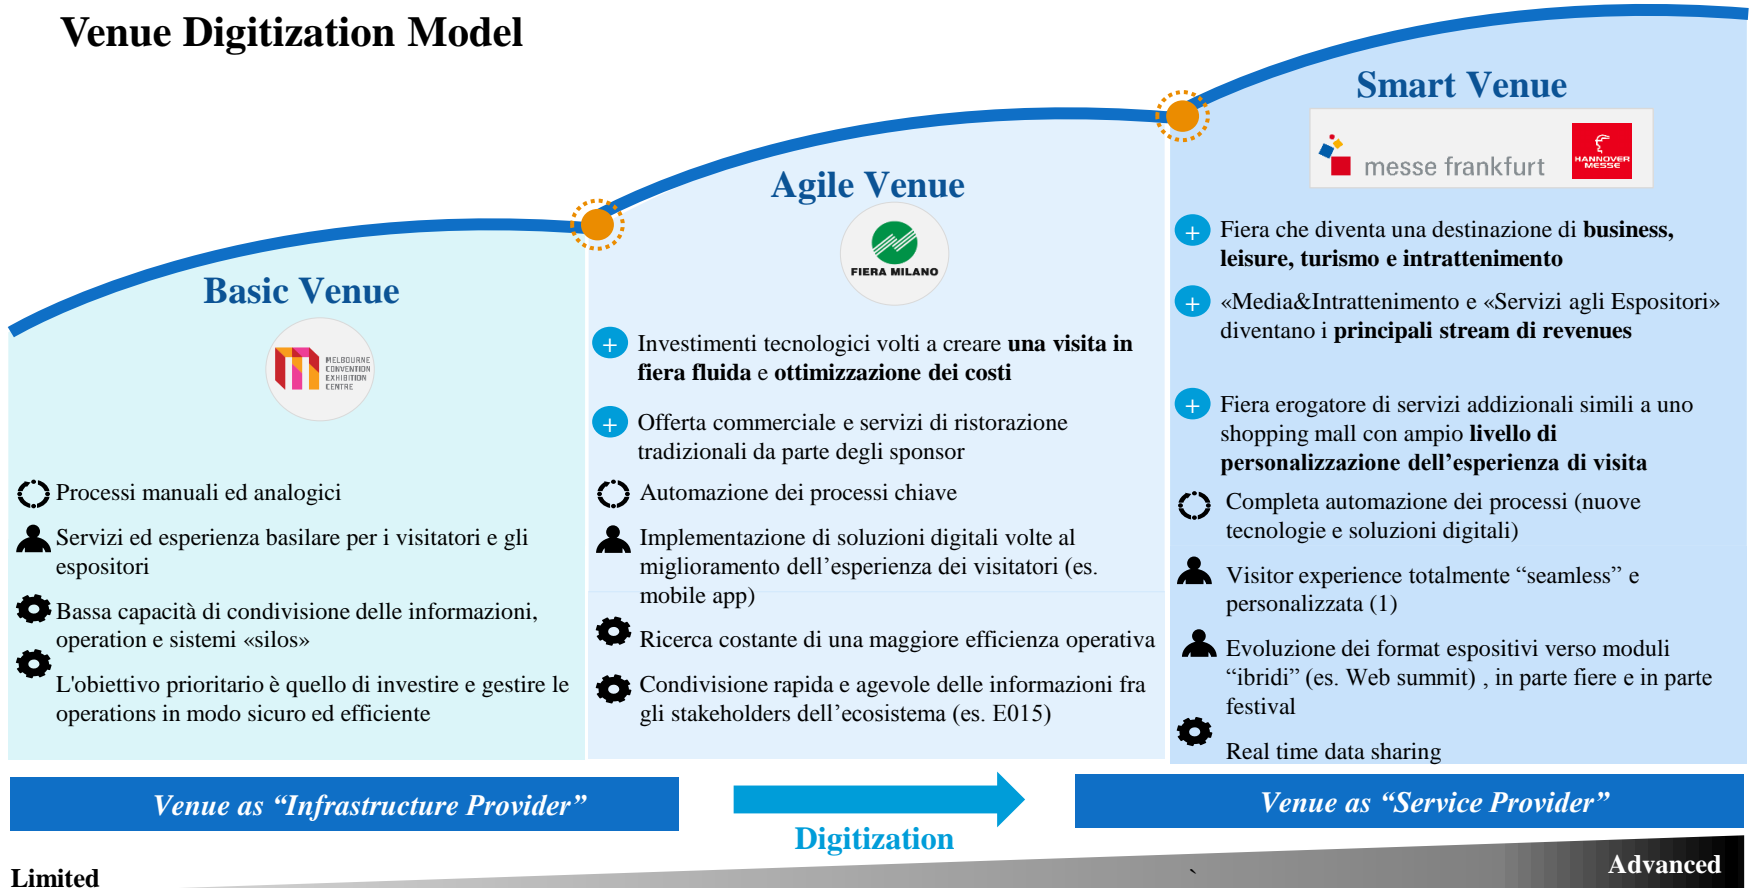 Venue Digitization Model
Basic Venue
MELBOURNE
CONVENTION
EXHIBITION
CENTRE
Processi manuali ed analogici
Servizi ed esperienza basilare per i visitatori e gli
espositori
Bassa capacità di condivisione delle informazioni,
operation e sistemi «silos»
L'obiettivo prioritario è quello di investire e gestire le
operations in modo sicuro ed efficiente
Agile Venue
FIERA MILANO
+ Investimenti tecnologici volti a creare una visita in
fiera fluida e ottimizzazione dei costi
+ Offerta commerciale e servizi di ristorazione
tradizionali da parte degli sponsor
Automazione dei processi chiave
Implementazione di soluzioni digitali volte al
miglioramento dell’esperienza dei visitatori (es.
mobile app)
Ricerca costante di una maggiore efficienza operativa
Condivisione rapida e agevole delle informazioni fra
gli stakeholders dell’ecosistema (es. E015)
Smart Venue
messe frankfurt
HANNOVER
MESSE
+ Fiera che diventa una destinazione di business,
leisure, turismo e intrattenimento
+ «Media&Intrattenimento e «Servizi agli Espositori»
diventano i principali stream di revenues
+ Fiera erogatore di servizi addizionali simili a uno
shopping mall con ampio livello di
personalizzazione dell’esperienza di visita
Completa automazione dei processi (nuove
tecnologie e soluzioni digitali)
Visitor experience totalmente “seamless” e
personalizzata (1)
Evoluzione dei format espositivi verso moduli
“ibridi” (es. Web summit) , in parte fiere e in parte
festival
Real time data sharing
Venue as “Infrastructure Provider”
Digitization
Venue as “Service Provider”
Limited
`
Advanced